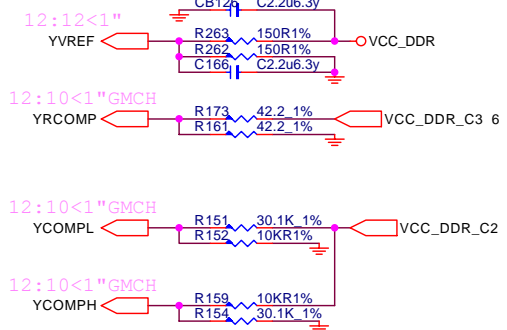 CB126 C2.2u6.3y
12:12<1"
R263 150R1%
YVREF VCC_DDR
R262 150R1%
C166 C2.2u6.3y
12:10<1"GMCH
R173 42.2_1%
YRCOMP VCC_DDR_C3 6
R161 42.2_1%
12:10<1"GMCH
R151 30.1K_1%
YCOMPL VCC_DDR_C2
R152 10KR1%
12:10<1"GMCH
R159 10KR1%
YCOMPH
R154 30.1K_1%